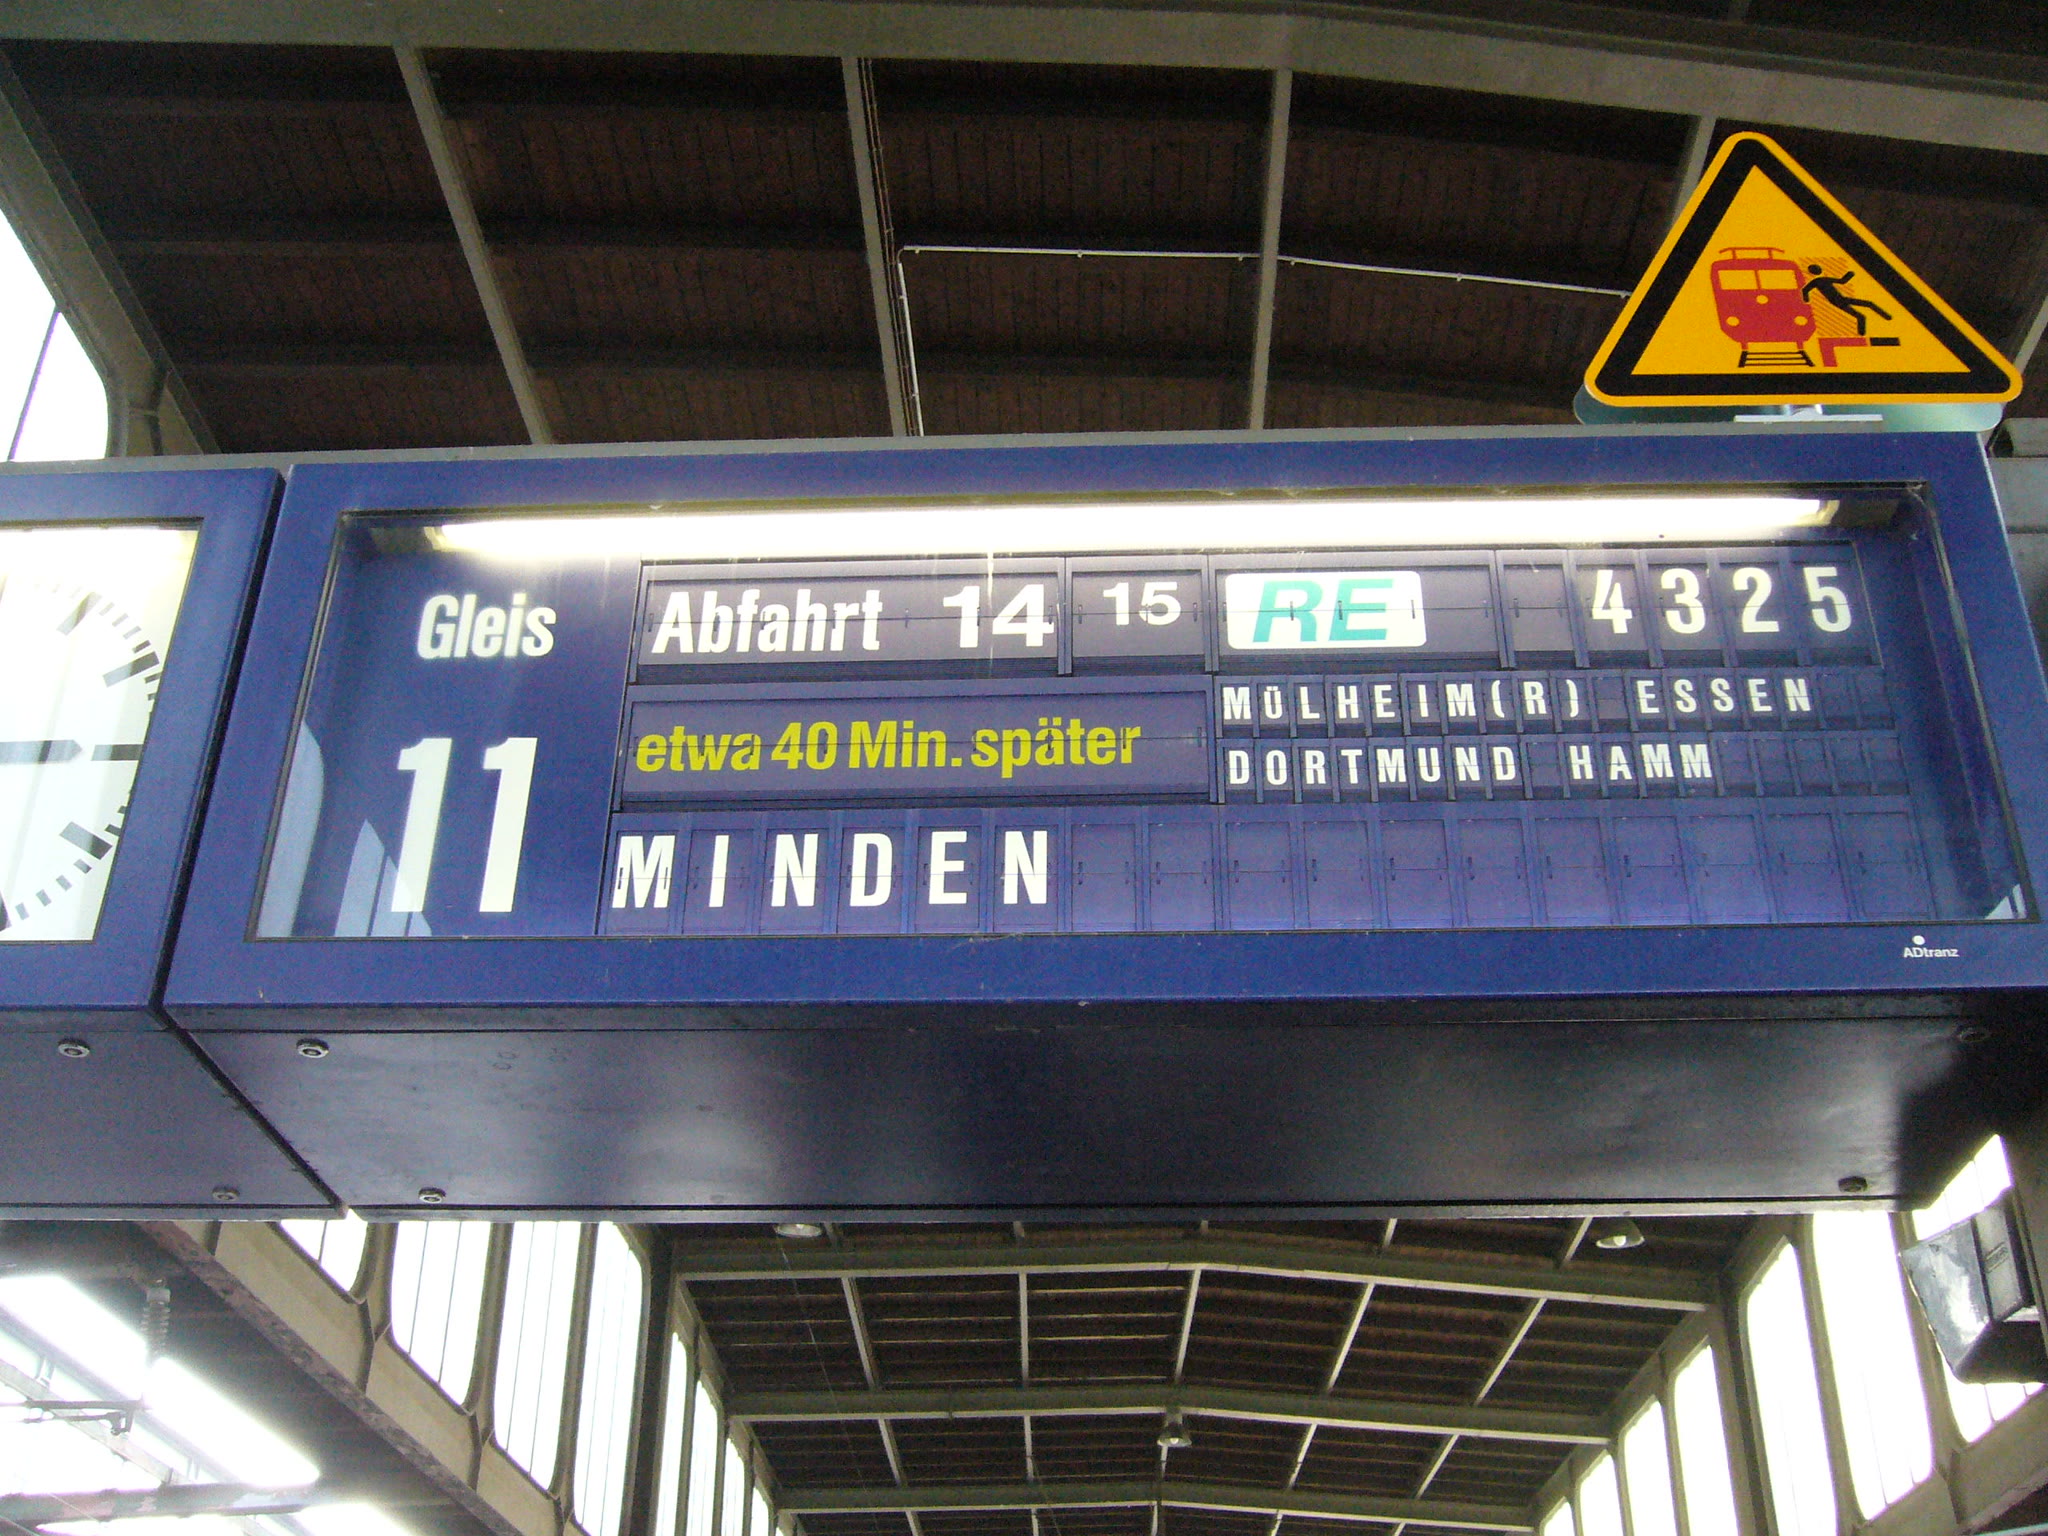 Gleis
11
Abfahrt 14 15 RE 4325
etwa 40 Min. später
MÜLHEIM(R) ESSEN
DORTMUND HAMM
MINDEN
ADtranz